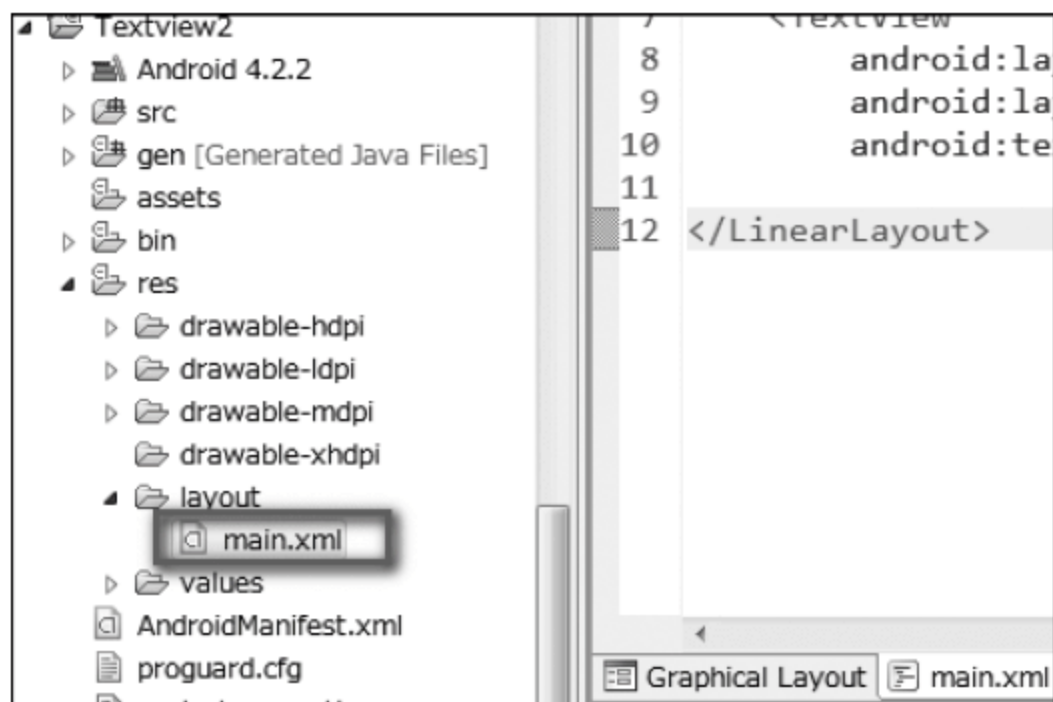 Textview2
Android 4.2.2
src
gen [Generated Java Files]
assets
bin
res
drawable-hdpi
drawable-ldpi
drawable-mdpi
drawable-xhdpi
layout
main.xml
values
AndroidManifest.xml
proguard.cfg
7 <TextView
8 android:la
9 android:la
10 android:te
11
12 </LinearLayout>
Graphical Layout
main.xml